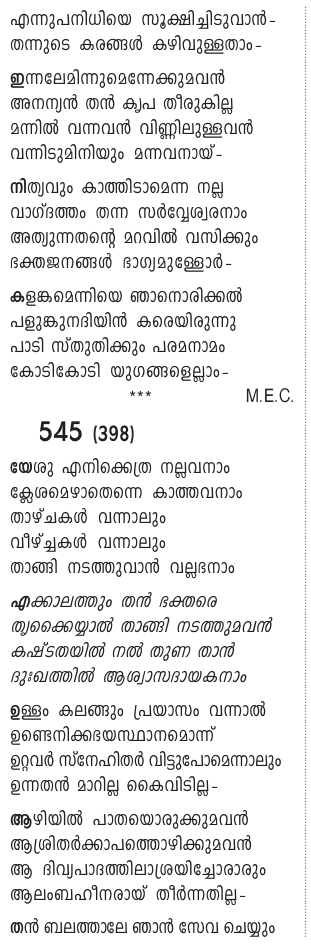 എന്നുപനിധിയെ സൂക്ഷിച്ചിടുവാൻ-
തന്നുടെ കരങ്ങൾ കഴിവുള്ളതാം-
ഇന്നലേമിന്നുമെന്നേക്കുമവൻ
അനന്യൻ തൻ കൃപ തീരുകില്ല
മന്നിൽ വന്നവൻ വിണ്ണിലുള്ളവൻ
വന്നിടുമിനിയും മന്നവനായ്-
നിത്യവും കാത്തിടാമെന്ന നല്ല
വാഗ്ദത്തം തന്ന സർവ്വേശ്വരനാം
അത്യുന്നതന്റെ മറവിൽ വസിക്കും
ഭക്തജനങ്ങൾ ഭാഗ്യമുള്ളോർ-
കളങ്കമെന്നിയെ ഞാനൊരിക്കൽ
പളുങ്കുനദിയിൻ കരെയിരുന്നു
പാടി സ്തുതിക്കും പരമനാമം
കോടികോടി യുഗങ്ങളെല്ലാം-
*** M.E.C.
545 (398)
യേശു എനിക്കെത്ര നല്ലവനാം
ക്ലേശമെഴാതെന്നെ കാത്തവനാം
താഴ്ചകൾ വന്നാലും
വീഴ്ച്ചകൾ വന്നാലും
താങ്ങി നടത്തുവാൻ വല്ലഭനാം
എക്കാലത്തും തൻ ഭക്തരെ
തൃക്കൈയ്യാൽ താങ്ങി നടത്തുമവൻ
കഷ്ടതയിൽ നൽ തുണ താൻ
ദുഃഖത്തിൽ ആശ്വാസദായകനാം
ഉള്ളം കലങ്ങും പ്രയാസം വന്നാൽ
ഉണ്ടെനിക്കഭയസ്ഥാനമൊന്ന്
ഉറ്റവർ സ്നേഹിതർ വിട്ടുപോമെന്നാലും
ഉന്നതൻ മാറില്ല കൈവിടില്ല-
ആഴിയിൽ പാതയൊരുക്കുമവൻ
ആശ്രിതർക്കാപത്തൊഴിക്കുമവൻ
ആ ദിവ്യപാദത്തിലാശ്രയിച്ചോരാരും
ആലംബഹീനരായ് തീർന്നതില്ല-
തൻ ബലത്താലേ ഞാൻ സേവ ചെയ്യും